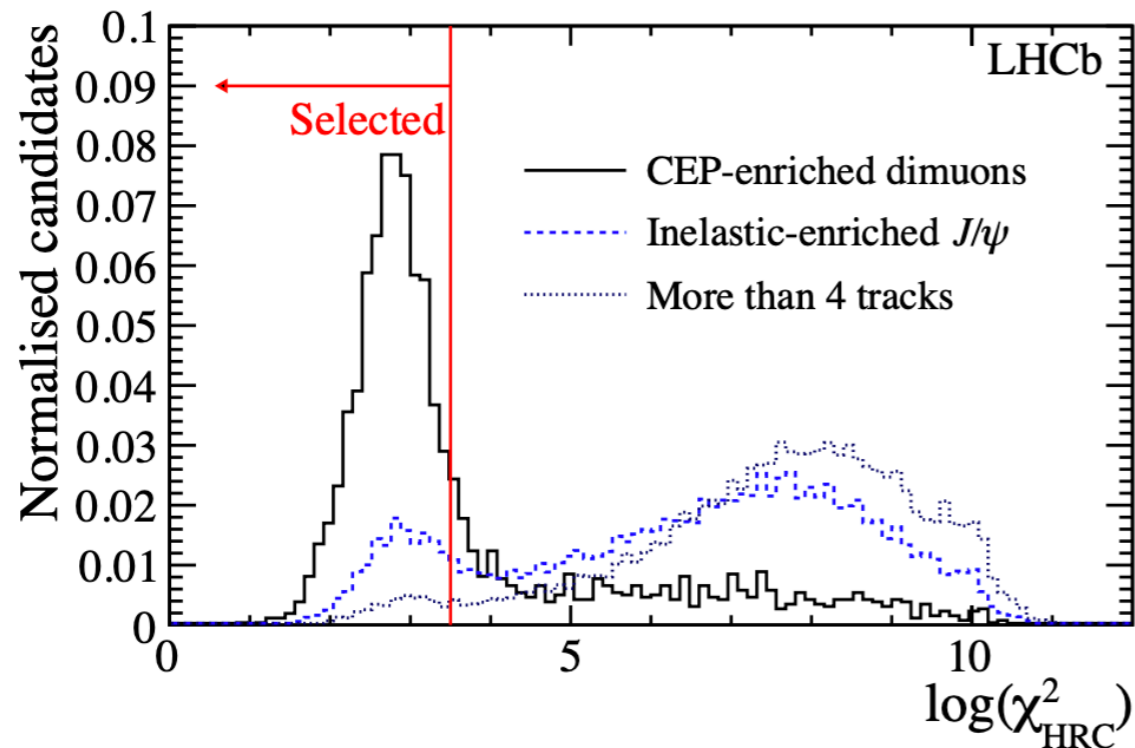 Normalised candidates
0.1
0.09
0.08
0.07
0.06
0.05
0.04
0.03
0.02
0.01
0
LHCb
Selected
CEP-enriched dimuons
Inelastic-enriched J/ψ
More than 4 tracks
0 5 10
log(χ²_HRC)